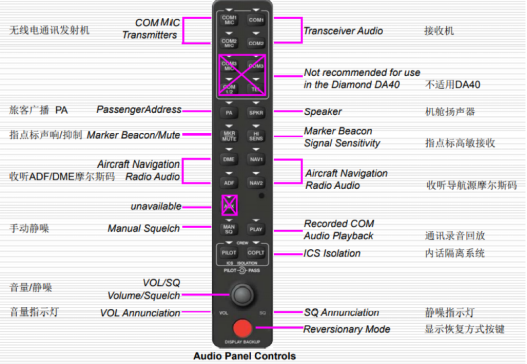 COM MIC
Transmitters
无线电通讯发射机
COM1
MIC
COM1
Transceiver Audio
接收机
COM2
MIC
COM2
COM3
MIC
COM3
COM
1/2
TEL
Not recommended for use
in the Diamond DA40
不适用DA40
旅客广播 PA
PassengerAddress
PA
SPKR
Speaker
机舱扬声器
指点标声响/抑制
Marker Beacon/Mute
MKR
MUTE
HI
SENS
Marker Beacon
Signal Sensitivity
指点标高敏接收
Aircraft Navigation
Radio Audio
收听ADF/DME摩尔斯码
DME
NAV1
ADF
NAV2
Aircraft Navigation
Radio Audio
收听导航源摩尔斯码
unavailable
手动静噪
Manual Squelch
MAN
SQ
PLAY
Recorded COM
Audio Playback
通讯录音回放
CREW
PILOT
COPLT
ICS Isolation
内话隔离系统
ICS ISOLATION
PILOT
PASS
音量/静噪
VOL/SQ
Volume/Squelch
音量指示灯
VOL Annunciation
VOL
SQ
SQ Annunciation
静噪指示灯
Reversionary Mode
显示恢复方式按键
DISPLAY BACKUP
Audio Panel Controls